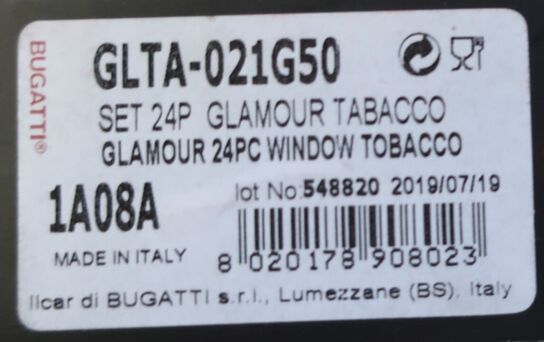 BUGATTI®
GLTA-021G50
SET 24P GLAMOUR TABACCO
GLAMOUR 24PC WINDOW TOBACCO
lot No:548820 2019/07/19
1A08A
MADE IN ITALY
8 020178 908023
Ilcar di BUGATTI s.r.l., Lumezzane (BS), Italy